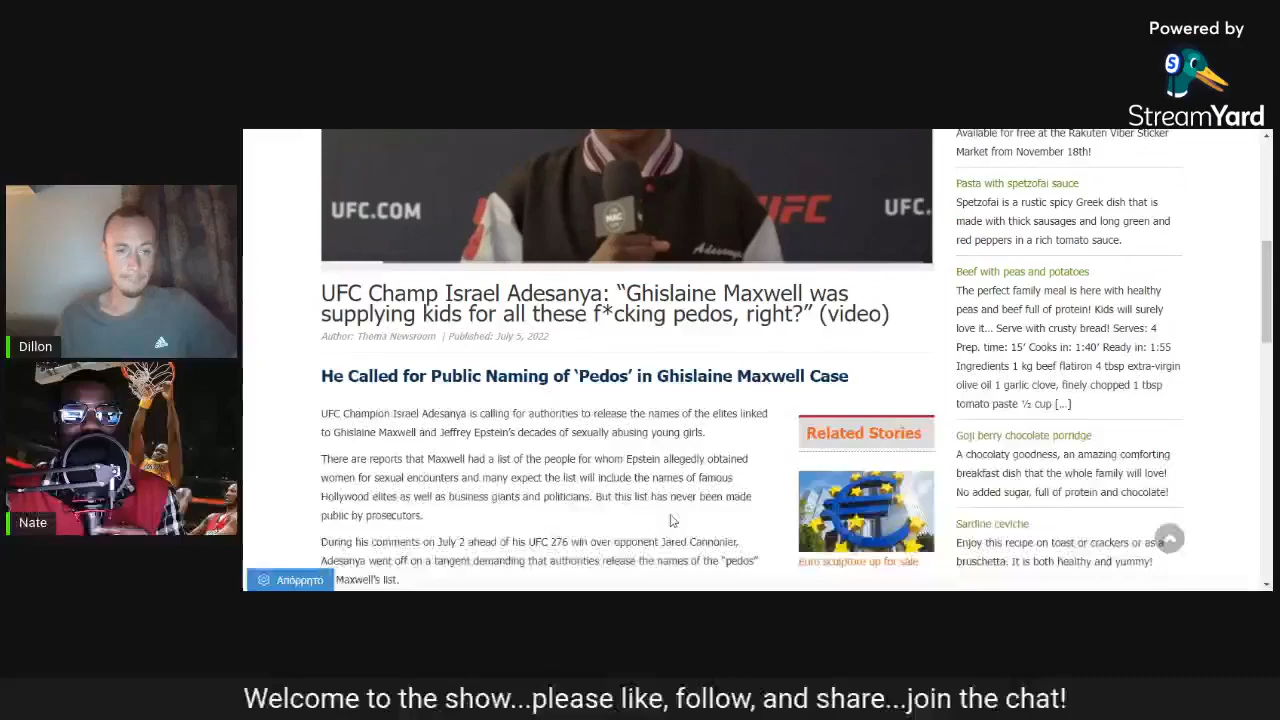 Powered by
S
StreamYard
UFC.COM
UFC
UFC.
Adesanya
UFC Champ Israel Adesanya: “Ghislaine Maxwell was
supplying kids for all these f*cking pedos, right?” (video)
Author: Thema Newsroom | Published: July 5, 2022
He Called for Public Naming of ‘Pedos’ in Ghislaine Maxwell Case
UFC Champion Israel Adesanya is calling for authorities to release the names of the elites linked
to Ghislaine Maxwell and Jeffrey Epstein’s decades of sexually abusing young girls.
There are reports that Maxwell had a list of the people for whom Epstein allegedly obtained
women for sexual encounters and many expect the list will include the names of famous
Hollywood elites as well as business giants and politicians. But this list has never been made
public by prosecutors.
During his comments on July 2 ahead of his UFC 276 win over opponent Jared Cannonier,
Adesanya went off on a tangent demanding that authorities release the names of the “pedos”
Maxwell’s list.
Απόρρητο
Related Stories
Euro sculpture up for sale
Available for free at the Rakuten Viber Sticker
Market from November 18th!
Pasta with spetzofai sauce
Spetzofai is a rustic spicy Greek dish that is
made with thick sausages and long green and
red peppers in a rich tomato sauce.
Beef with peas and potatoes
The perfect family meal is here with healthy
peas and beef full of protein! Kids will surely
love it… Serve with crusty bread! Serves: 4
Prep. time: 15’ Cooks in: 1:40’ Ready in: 1:55
Ingredients 1 kg beef flatiron 4 tbsp extra-virgin
olive oil 1 garlic clove, finely chopped 1 tbsp
tomato paste ½ cup […]
Goji berry chocolate porridge
A chocolaty goodness, an amazing comforting
breakfast dish that the whole family will love!
No added sugar, full of protein and chocolate!
Sardine ceviche
Enjoy this recipe on toast or crackers or as a
bruschetta. It is both healthy and yummy!
Dillon
Nate
Welcome to the show...please like, follow, and share...join the chat!